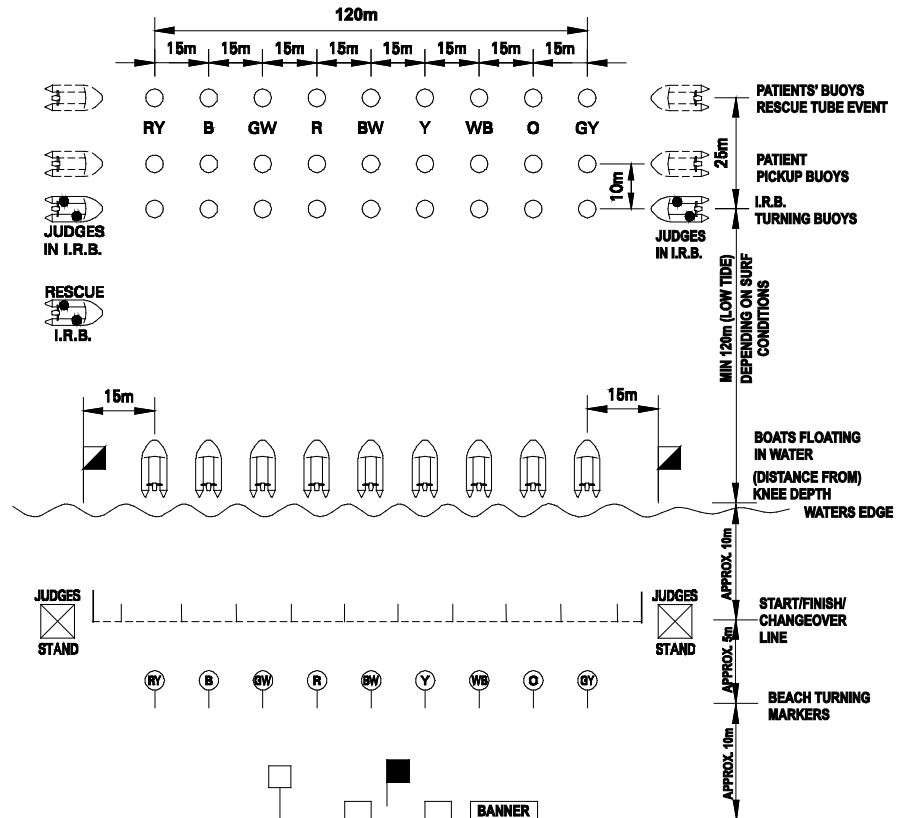 120m
15m 15m 15m 15m 15m 15m 15m 15m
PATIENTS' BUOYS
RESCUE TUBE EVENT
RY B GW R BW Y WB O GY
25m
PATIENT
PICKUP BUOYS
10m
I.R.B.
TURNING BUOYS
JUDGES
IN I.R.B.
JUDGES
IN I.R.B.
RESCUE
I.R.B.
MIN 120m (LOW TIDE)
DEPENDING ON SURF
CONDITIONS
15m 15m
BOATS FLOATING
IN WATER
(DISTANCE FROM)
KNEE DEPTH
WATERS EDGE
APPROX. 10m
JUDGES
STAND
JUDGES
STAND
START/FINISH/
CHANGEOVER
LINE
APPROX. 5m
RY B GW R BW Y WB O GY
BEACH TURNING
MARKERS
APPROX. 10m
BANNER